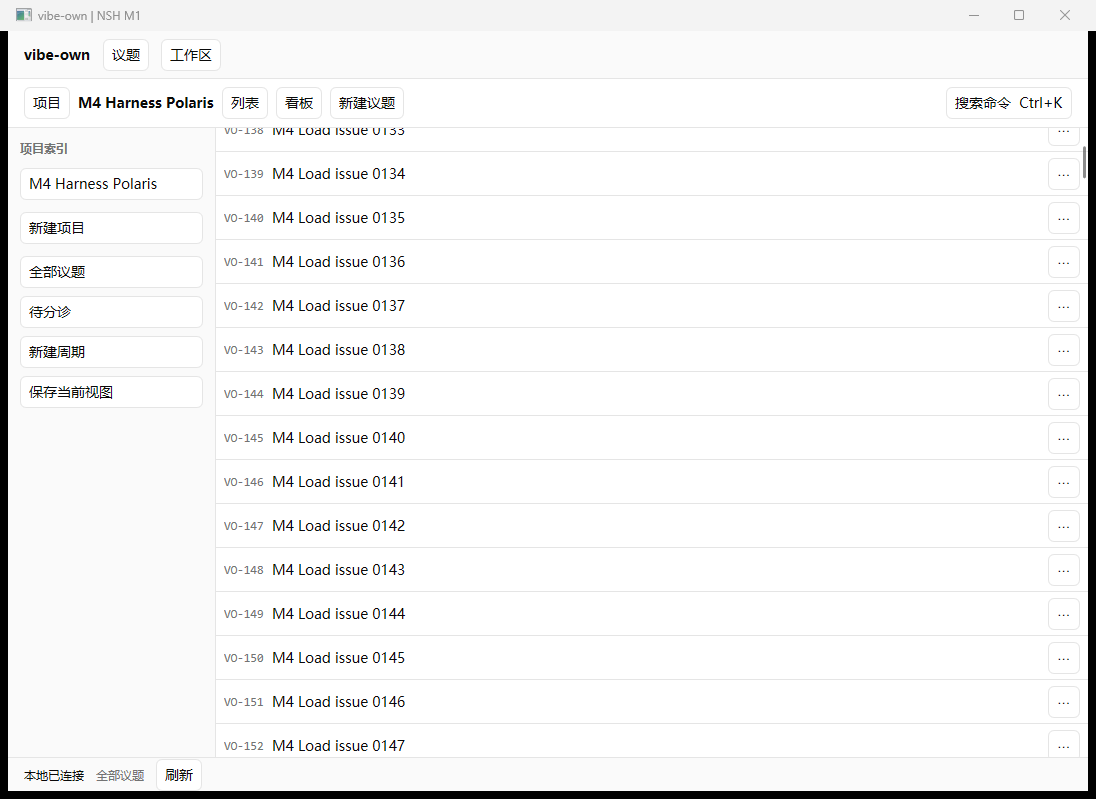 vibe-own | NSH M1
vibe-own 议题 工作区
项目 M4 Harness Polaris 列表 看板 新建议题 搜索命令 Ctrl+K
项目索引
M4 Harness Polaris
新建项目
全部议题
待分诊
新建周期
保存当前视图
VO-138 M4 Load issue 0133 ...
VO-139 M4 Load issue 0134 ...
VO-140 M4 Load issue 0135 ...
VO-141 M4 Load issue 0136 ...
VO-142 M4 Load issue 0137 ...
VO-143 M4 Load issue 0138 ...
VO-144 M4 Load issue 0139 ...
VO-145 M4 Load issue 0140 ...
VO-146 M4 Load issue 0141 ...
VO-147 M4 Load issue 0142 ...
VO-148 M4 Load issue 0143 ...
VO-149 M4 Load issue 0144 ...
VO-150 M4 Load issue 0145 ...
VO-151 M4 Load issue 0146 ...
VO-152 M4 Load issue 0147 ...
本地已连接 全部议题 刷新